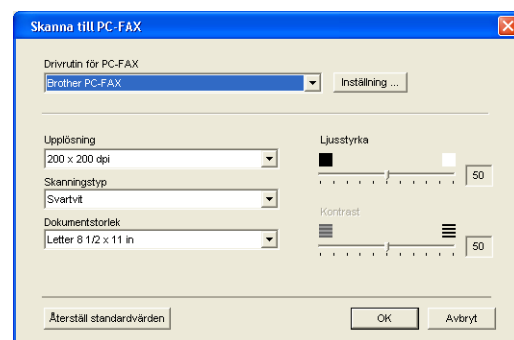 Skanna till PC-FAX
Drivrutin för PC-FAX
Brother PC-FAX
Inställning ...
Upplösning
200 x 200 dpi
Skanningstyp
Svartvit
Dokumentstorlek
Letter 8 1/2 x 11 in
Ljusstyrka
50
Kontrast
50
Återställ standardvärden
OK
Avbryt